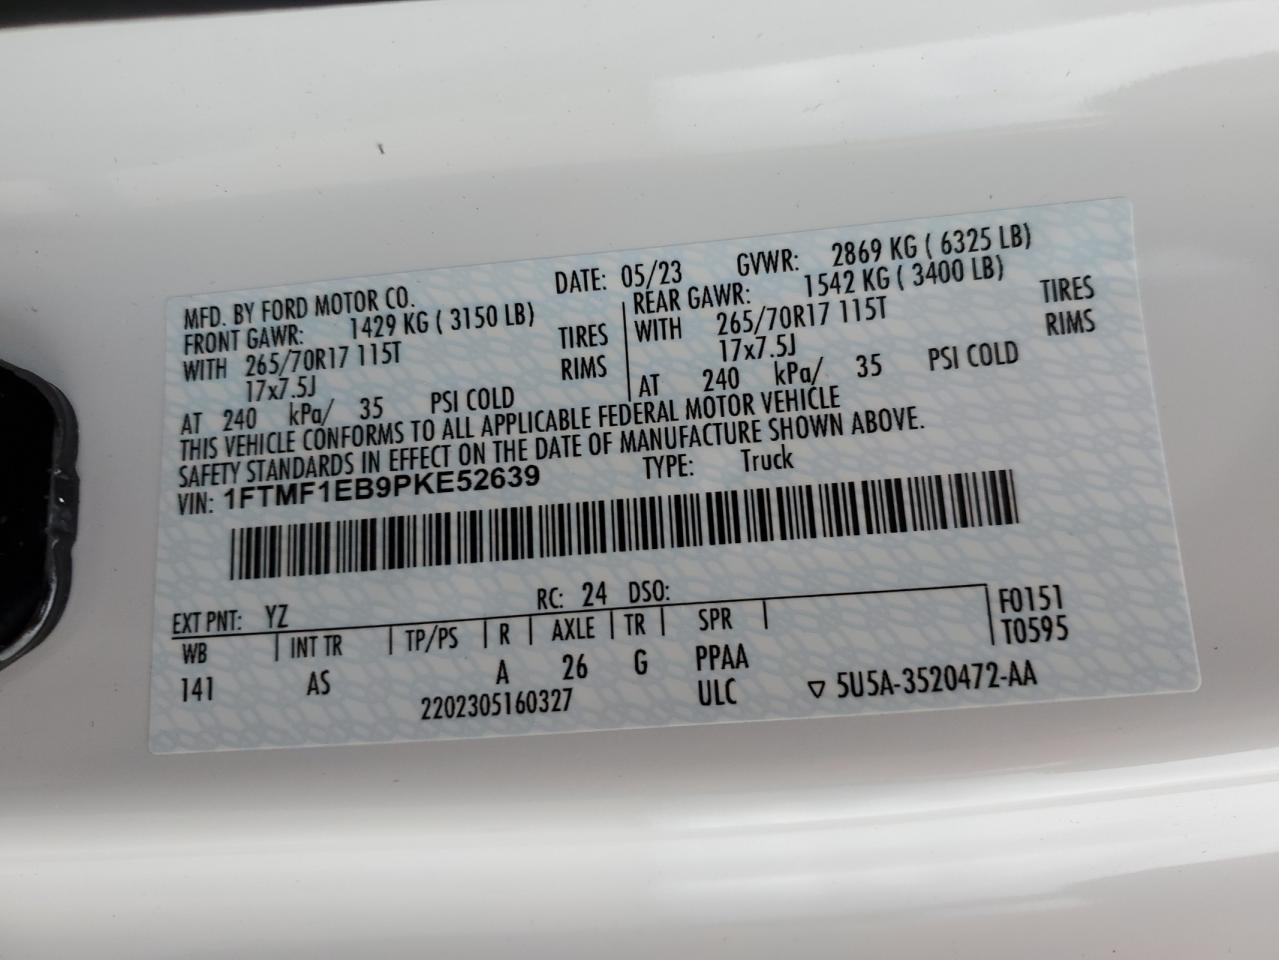 MFD. BY FORD MOTOR CO. DATE: 05/23 GVWR: 2869 KG ( 6325 LB)
FRONT GAWR: 1429 KG ( 3150 LB) REAR GAWR: 1542 KG ( 3400 LB)
WITH 265/70R17 115T TIRES WITH 265/70R17 115T TIRES
17x7.5J RIMS 17x7.5J RIMS
AT 240 kPa/ 35 PSI COLD AT 240 kPa/ 35 PSI COLD
THIS VEHICLE CONFORMS TO ALL APPLICABLE FEDERAL MOTOR VEHICLE
SAFETY STANDARDS IN EFFECT ON THE DATE OF MANUFACTURE SHOWN ABOVE.
VIN: 1FTMF1EB9PKE52639 TYPE: Truck
EXT PNT: YZ RC: 24 DSO: F0151
WB INT TR TP/PS R AXLE TR SPR T0595
141 AS A 26 G PPAA
2202305160327 ULC ▽ 5U5A-3520472-AA